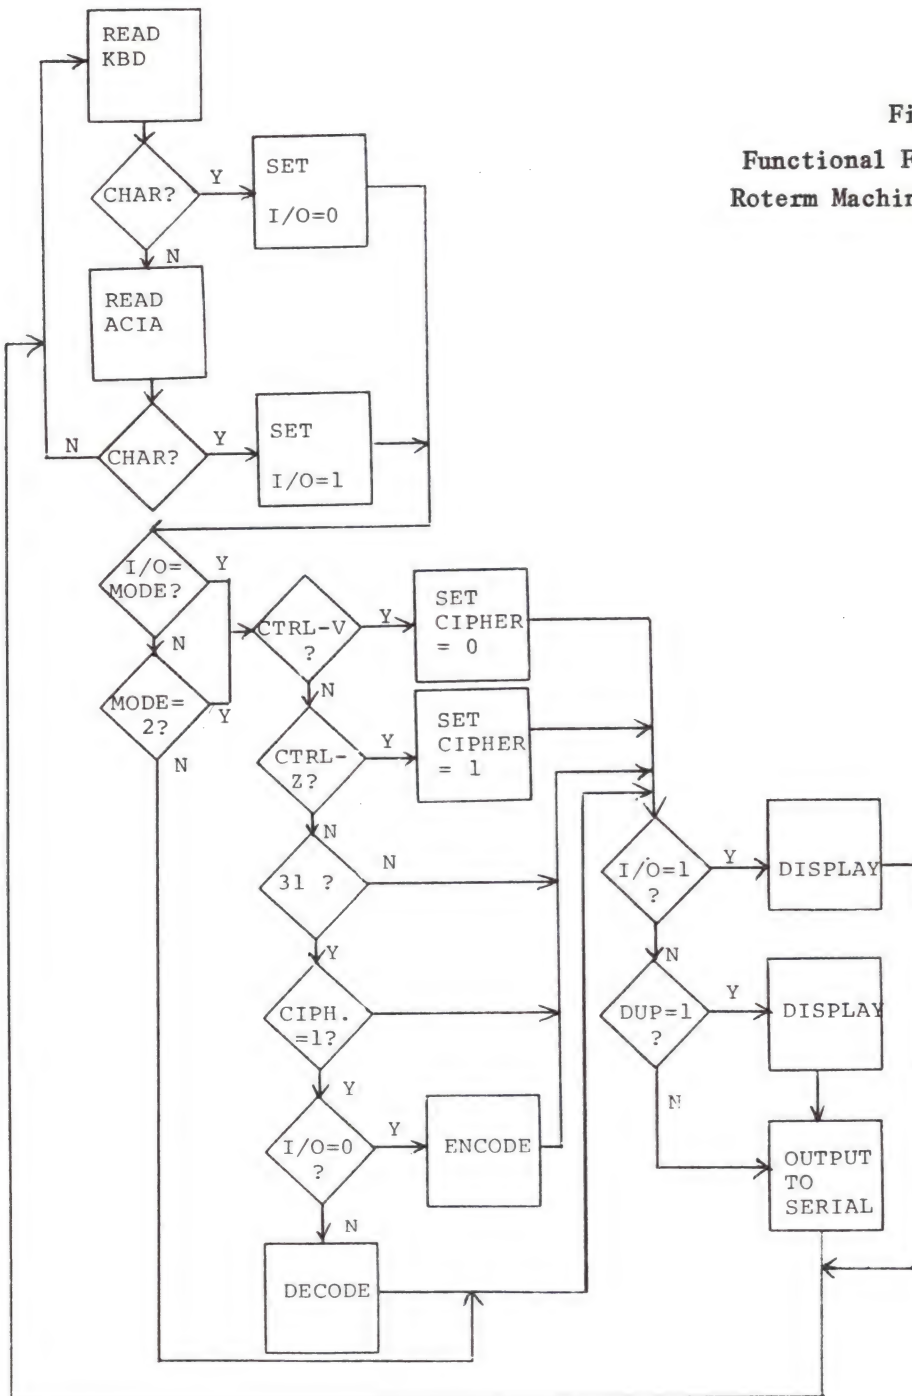 READ
KBD
Fi
Functional F
Roterm Machin
CHAR?
Y
SET
I/O=0
N
READ
ACIA
N
CHAR?
Y
SET
I/O=1
I/O=
MODE?
Y
N
MODE=
2?
Y
N
CTRL-V
?
Y
SET
CIPHER
= 0
N
CTRL-
Z?
Y
SET
CIPHER
= 1
N
31 ?
N
Y
CIPH.
=1?
Y
I/O=0
?
Y
ENCODE
N
DECODE
I/O=1
?
Y
DISPLAY
N
DUP=1
?
Y
DISPLAY
N
OUTPUT
TO
SERIAL